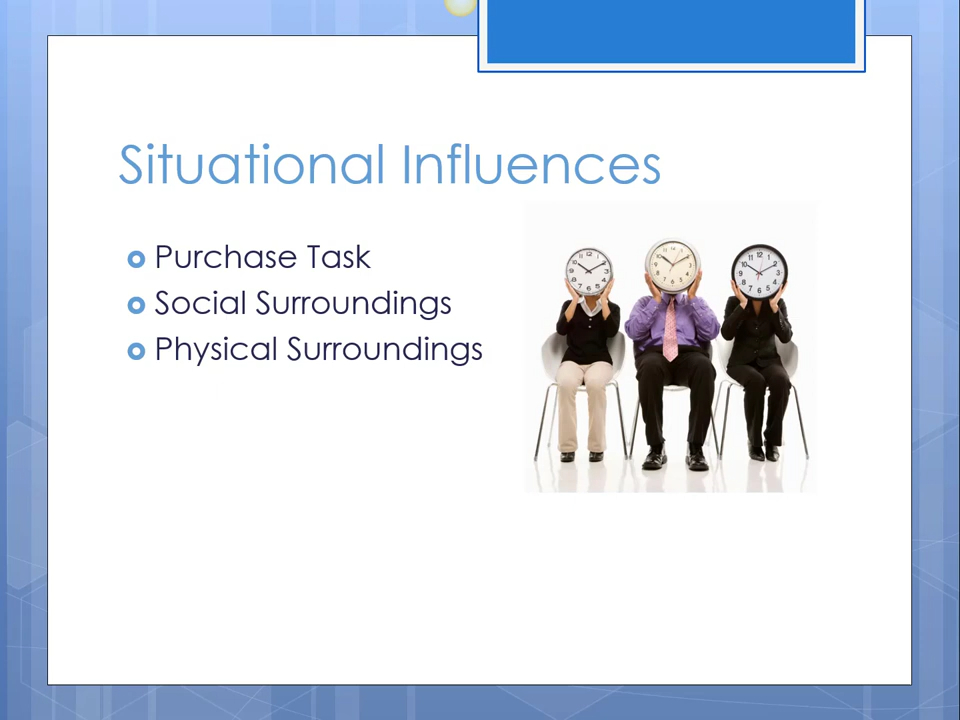 Situational Influences
Purchase Task
Social Surroundings
Physical Surroundings